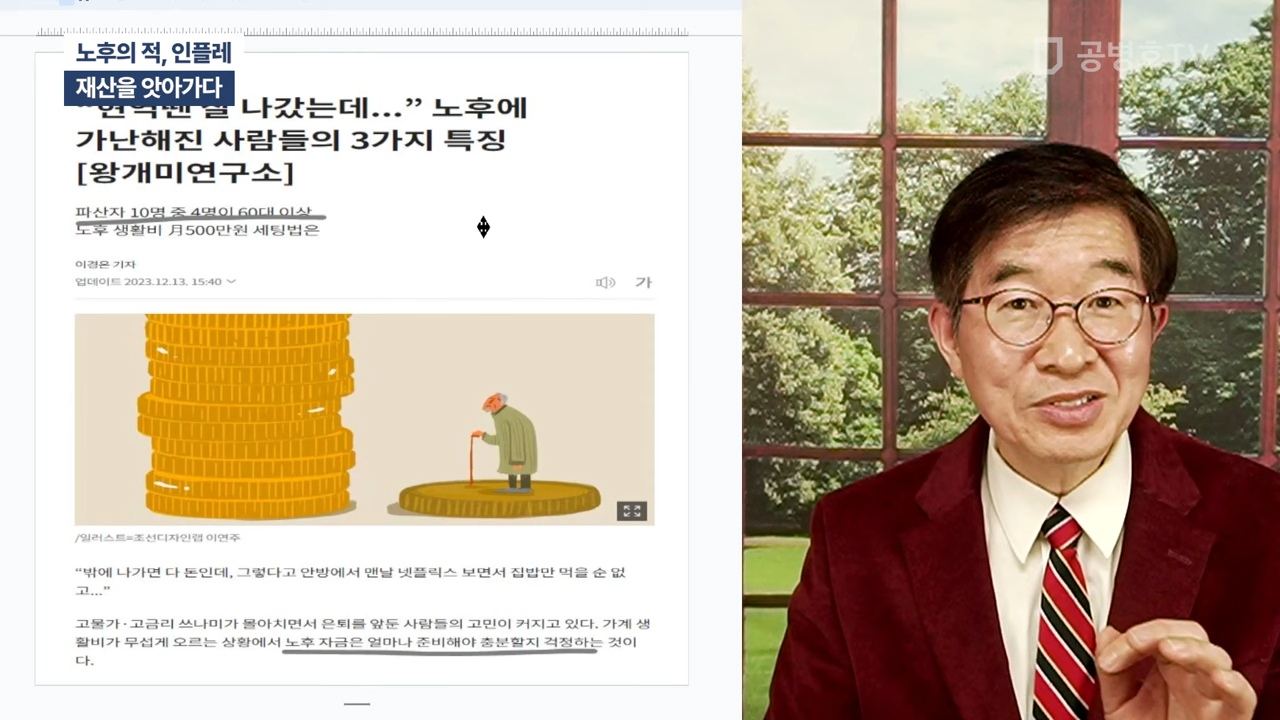 노후의 적, 인플레
재산을 앗아가다
공병호TV
나갔는데...” 노후에
가난해진 사람들의 3가지 특징
[왕개미연구소]
파산자 10명 중 4명이 60대 이상
노후 생활비 月500만원 세팅법은
이경은 기자
업데이트 2023.12.13. 15:40
가
/일러스트=조선디자인랩 이연주
“밖에 나가면 다 돈인데, 그렇다고 안방에서 맨날 넷플릭스 보면서 집밥만 먹을 순 없
고...”
고물가·고금리 쓰나미가 몰아치면서 은퇴를 앞둔 사람들의 고민이 커지고 있다. 가계 생
활비가 무섭게 오르는 상황에서 노후 자금은 얼마나 준비해야 충분할지 걱정하는 것이
다.